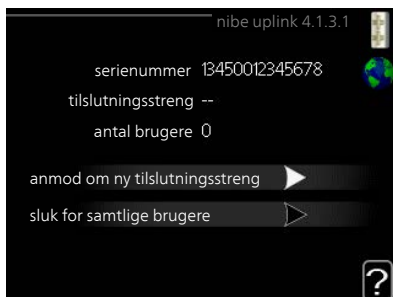 nibe uplink 4.1.3.1
serienummer 13450012345678
tilslutningsstreng --
antal brugere 0
anmod om ny tilslutningsstreng
sluk for samtlige brugere
?